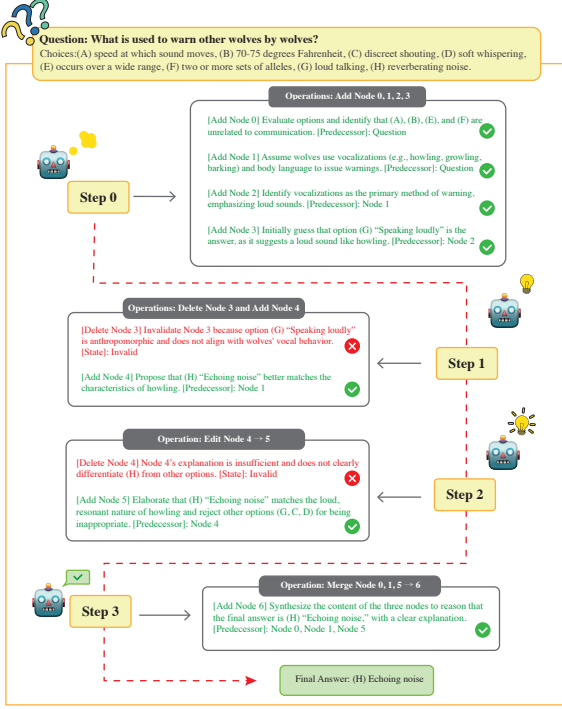 Question: What is used to warn other wolves by wolves?
Choices:(A) speed at which sound moves, (B) 70-75 degrees Fahrenheit, (C) discreet shouting, (D) soft whispering,
(E) occurs over a wide range, (F) two or more sets of alleles, (G) loud talking, (H) reverberating noise.
Operations: Add Node 0, 1, 2, 3
[Add Node 0] Evaluate options and identify that (A), (B), (E), and (F) are
unrelated to communication. [Predecessor]: Question
[Add Node 1] Assume wolves use vocalizations (e.g., howling, growling,
barking) and body language to issue warnings. [Predecessor]: Question
[Add Node 2] Identify vocalizations as the primary method of warning,
emphasizing loud sounds. [Predecessor]: Node 1
[Add Node 3] Initially guess that option (G) “Speaking loudly” is the
answer, as it suggests a loud sound like howling. [Predecessor]: Node 2
Step 0
Operations: Delete Node 3 and Add Node 4
[Delete Node 3] Invalidate Node 3 because option (G) “Speaking loudly”
is anthropomorphic and does not align with wolves' vocal behavior.
[State]: Invalid
[Add Node 4] Propose that (H) “Echoing noise” better matches the
characteristics of howling. [Predecessor]: Node 1
Step 1
Operation: Edit Node 4 → 5
[Delete Node 4] Node 4’s explanation is insufficient and does not clearly
differentiate (H) from other options. [State]: Invalid
[Add Node 5] Elaborate that (H) “Echoing noise” matches the loud,
resonant nature of howling and reject other options (G, C, D) for being
inappropriate. [Predecessor]: Node 4
Step 2
Operation: Merge Node 0, 1, 5 → 6
[Add Node 6] Synthesize the content of the three nodes to reason that
the final answer is (H) “Echoing noise,” with a clear explanation.
[Predecessor]: Node 0, Node 1, Node 5
Step 3
Final Answer: (H) Echoing noise